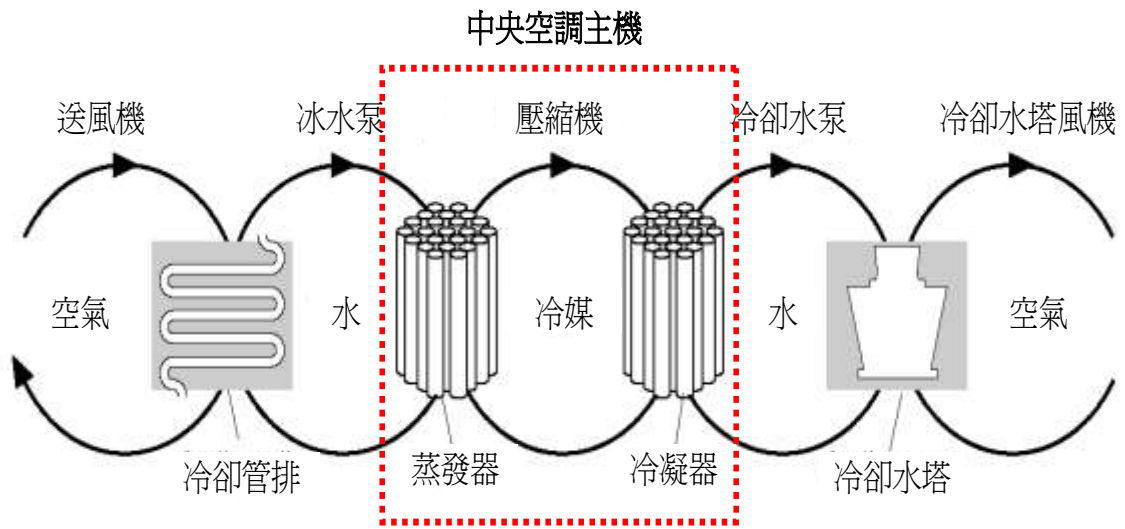 中央空調主機
送風機
冰水泵
壓縮機
冷卻水泵
冷卻水塔風機
空氣
水
冷媒
水
空氣
冷卻管排
蒸發器
冷凝器
冷卻水塔